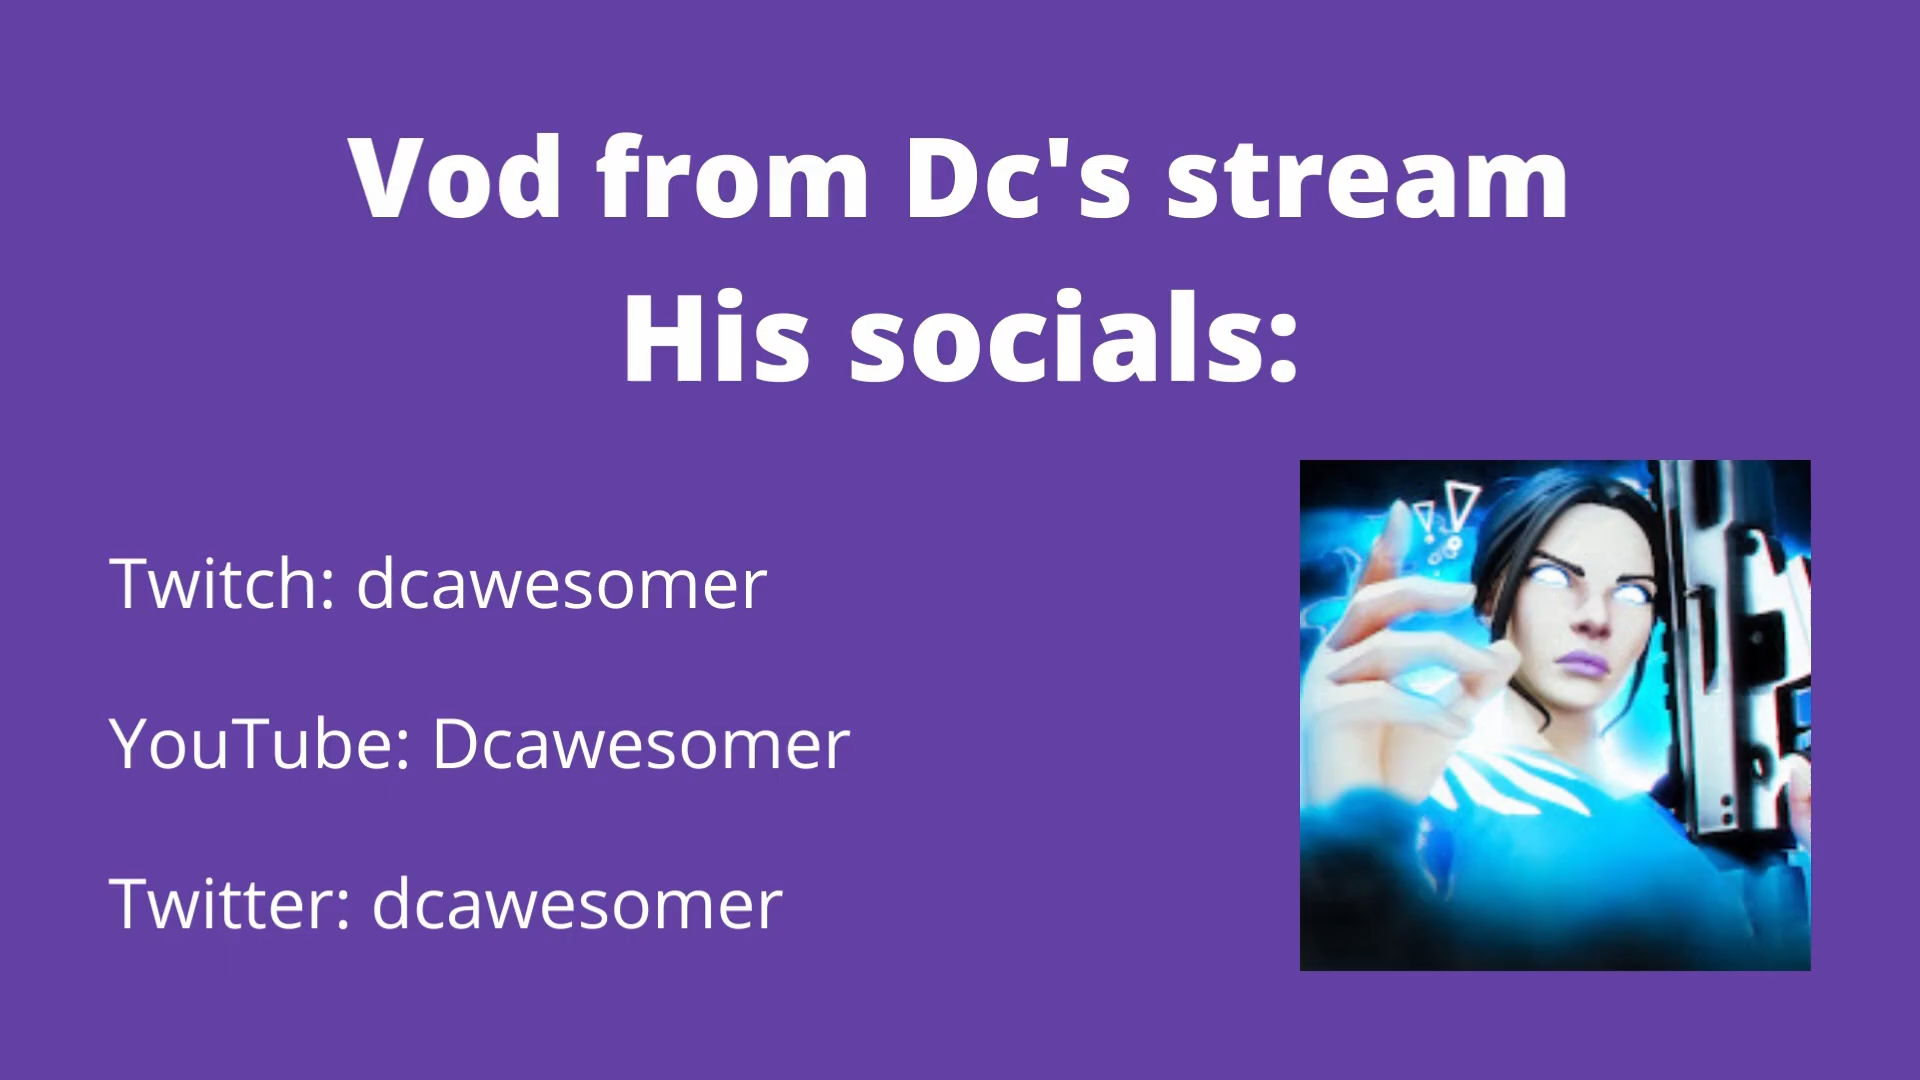 Vod from Dc's stream
His socials:
Twitch: dcawesomer
YouTube: Dcawesomer
Twitter: dcawesomer